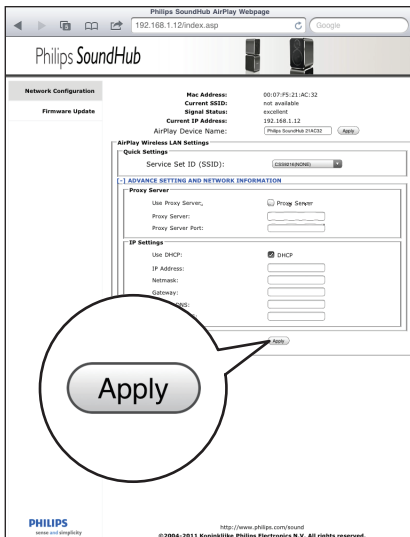 Philips SoundHub AirPlay Webpage
192.168.1.12/index.asp
Google
Philips SoundHub
Network Configuration
Firmware Update
Mac Address: 00:07:F5:21:AC:32
Current SSID: not available
Signal Status: excellent
Current IP Address: 192.168.1.12
AirPlay Device Name: Philips SoundHub 21AC32 Apply
AirPlay Wireless LAN Settings
Quick Settings
Service Set ID (SSID): CSS9216(NONE)
[-] ADVANCE SETTING AND NETWORK INFORMATION
Proxy Server
Use Proxy Server, Proxy Server
Proxy Server:
Proxy Server Port:
IP Settings
Use DHCP: DHCP
IP Address:
Netmask:
Gateway:
DNS:
Apply
Apply
PHILIPS
sense and simplicity
http://www.philips.com/sound
©2004-2011 Koninklijke Philips Electronics N.V. All rights reserved.